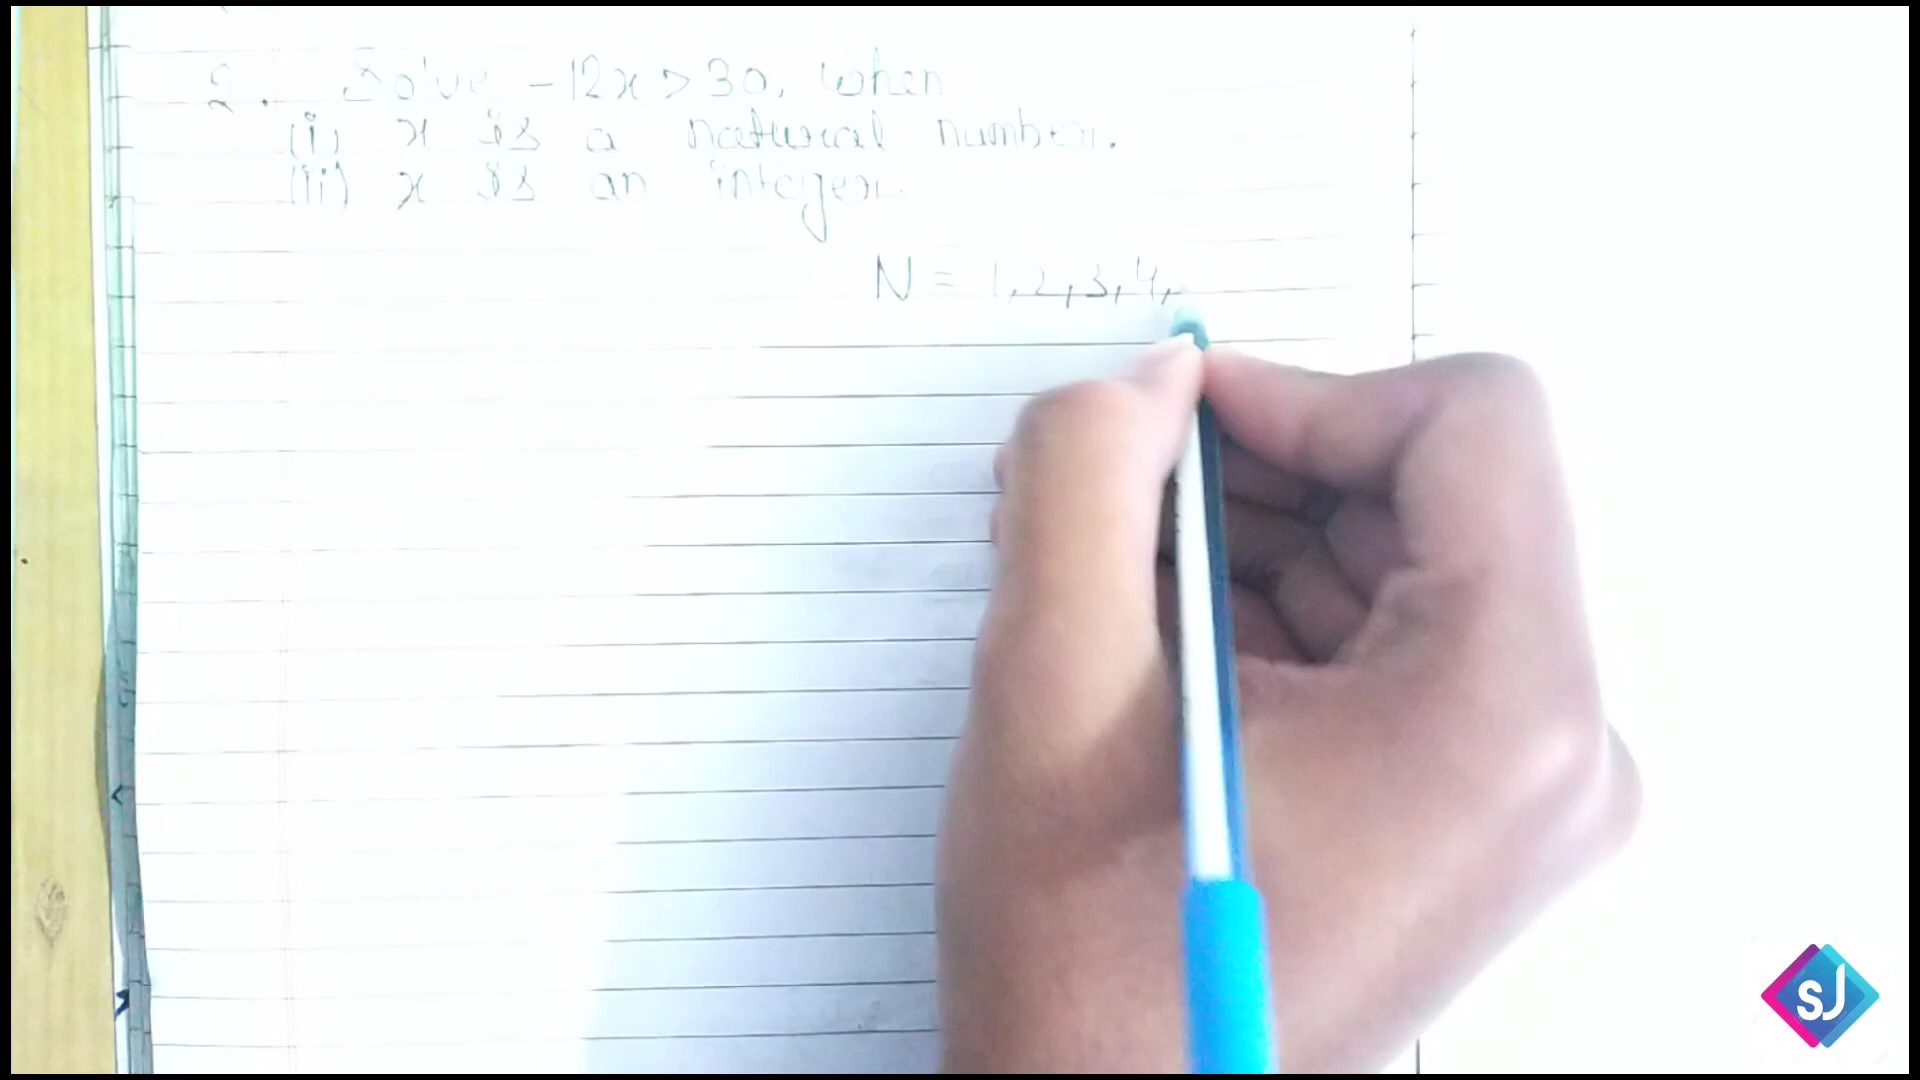 2. Solve -12x > 30, when
(i) x is a natural number.
(ii) x is an integer.
N = 1, 2, 3, 4,
SJ